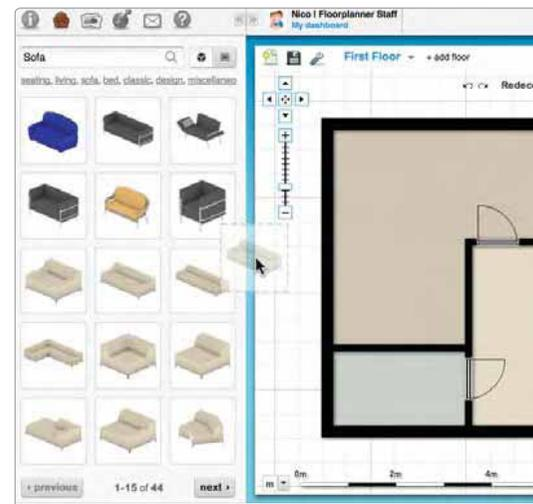 Nico | Floorplanner Staff
My dashboard
Sofa
seating, living, sofa, bed, classic, design, miscellaneo
First Floor
+ add floor
Redec
‹ previous
1-15 of 44
next ›
m
0m
2m
4m